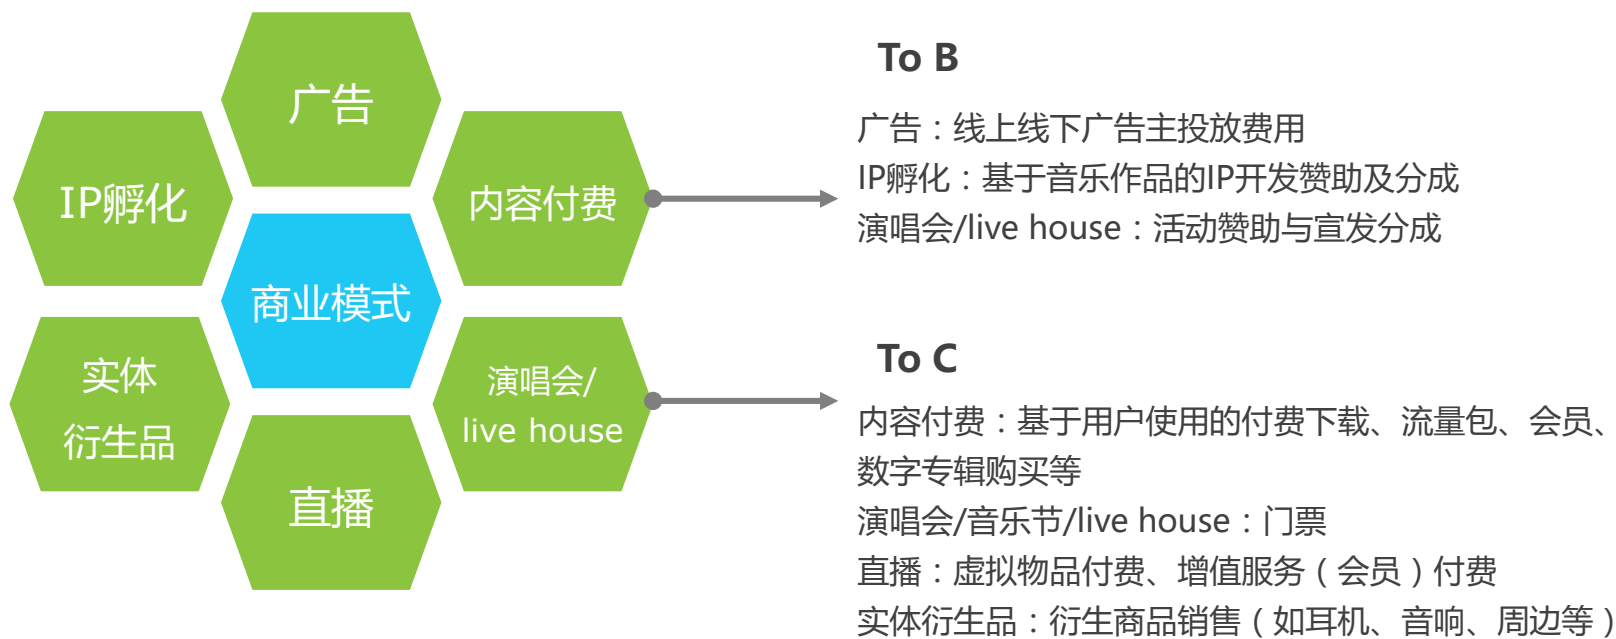 广告
IP孵化
内容付费
商业模式
实体
衍生品
演唱会/
live house
直播
To B
广告：线上线下广告主投放费用
IP孵化：基于音乐作品的IP开发赞助及分成
演唱会/live house：活动赞助与宣发分成
To C
内容付费：基于用户使用的付费下载、流量包、会员、
数字专辑购买等
演唱会/音乐节/live house：门票
直播：虚拟物品付费、增值服务（会员）付费
实体衍生品：衍生商品销售（如耳机、音响、周边等）